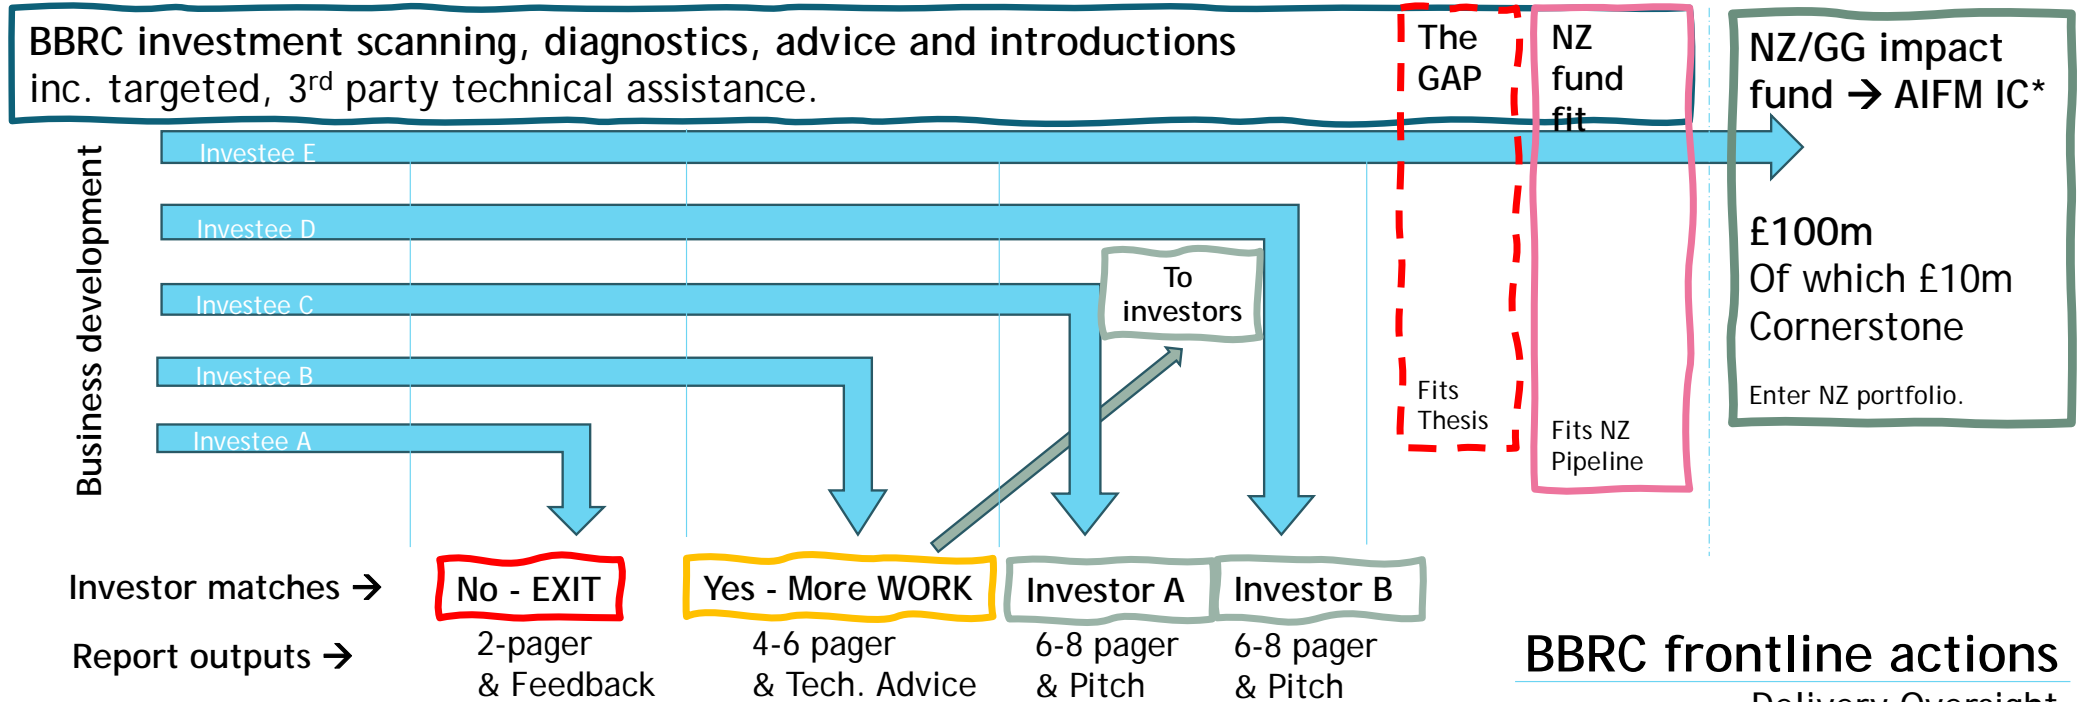 BBRC investment scanning, diagnostics, advice and introductions
inc. targeted, 3rd party technical assistance.
The
GAP
NZ
fund
fit
NZ/GG impact
fund → AIFM IC*
Business development
Investee E
Investee D
Investee C
Investee B
Investee A
To
investors
Fits
Thesis
Fits NZ
Pipeline
£100m
Of which £10m
Cornerstone
Enter NZ portfolio.
Investor matches →
No - EXIT
Yes - More WORK
Investor A
Investor B
Report outputs →
2-pager
& Feedback
4-6 pager
& Tech. Advice
6-8 pager
& Pitch
6-8 pager
& Pitch
BBRC frontline actions
Delivery Oversight